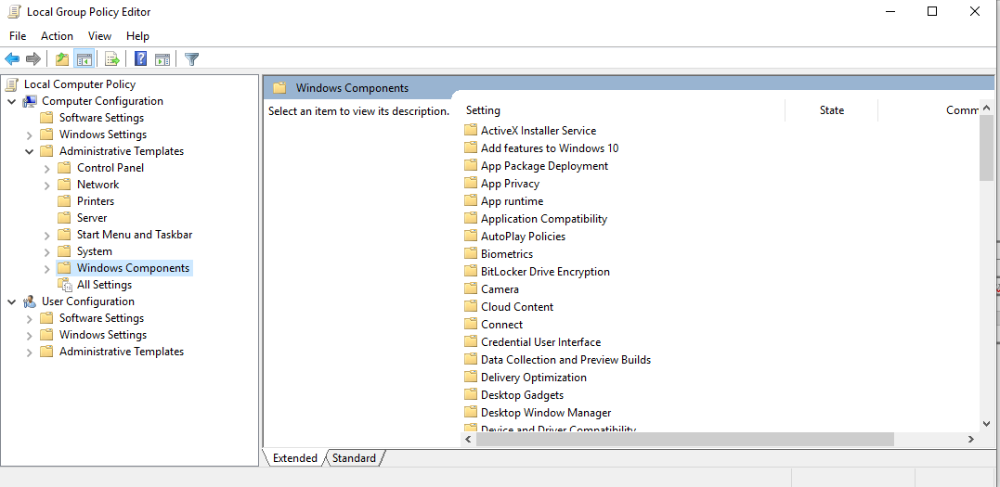 Local Group Policy Editor
File Action View Help
Local Computer Policy
Computer Configuration
Software Settings
Windows Settings
Administrative Templates
Control Panel
Network
Printers
Server
Start Menu and Taskbar
System
Windows Components
All Settings
User Configuration
Software Settings
Windows Settings
Administrative Templates
Windows Components
Select an item to view its description.
Setting State Comm
ActiveX Installer Service
Add features to Windows 10
App Package Deployment
App Privacy
App runtime
Application Compatibility
AutoPlay Policies
Biometrics
BitLocker Drive Encryption
Camera
Cloud Content
Connect
Credential User Interface
Data Collection and Preview Builds
Delivery Optimization
Desktop Gadgets
Desktop Window Manager
Device and Driver Compatibility
Extended Standard